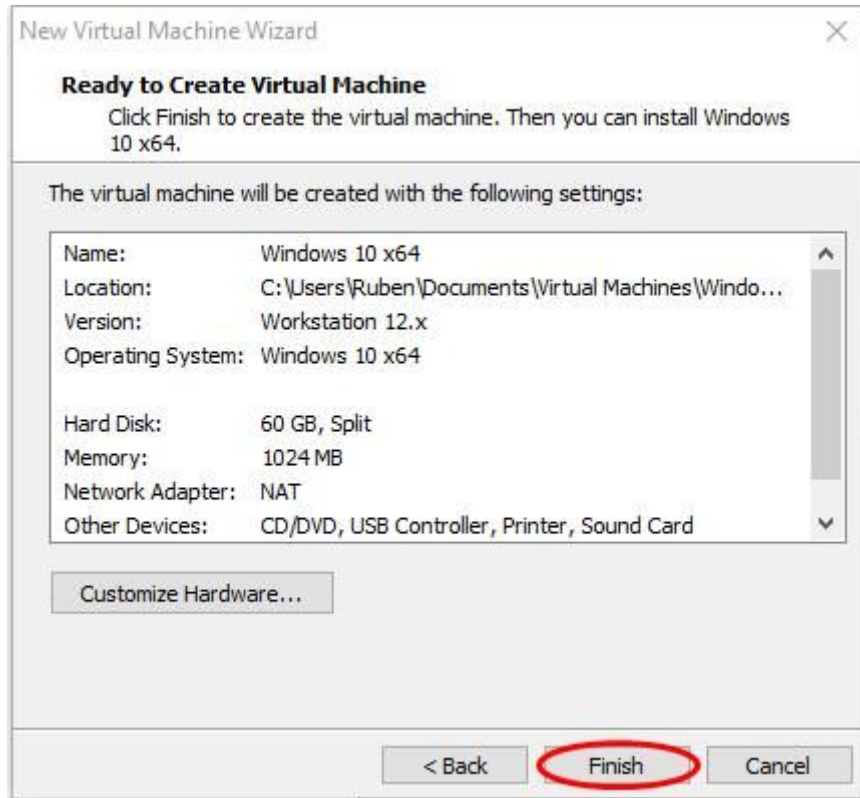 New Virtual Machine Wizard
Ready to Create Virtual Machine
Click Finish to create the virtual machine. Then you can install Windows
10 x64.
The virtual machine will be created with the following settings:
Name: Windows 10 x64
Location: C:\Users\Ruben\Documents\Virtual Machines\Windo...
Version: Workstation 12.x
Operating System: Windows 10 x64
Hard Disk: 60 GB, Split
Memory: 1024 MB
Network Adapter: NAT
Other Devices: CD/DVD, USB Controller, Printer, Sound Card
Customize Hardware...
< Back Finish Cancel